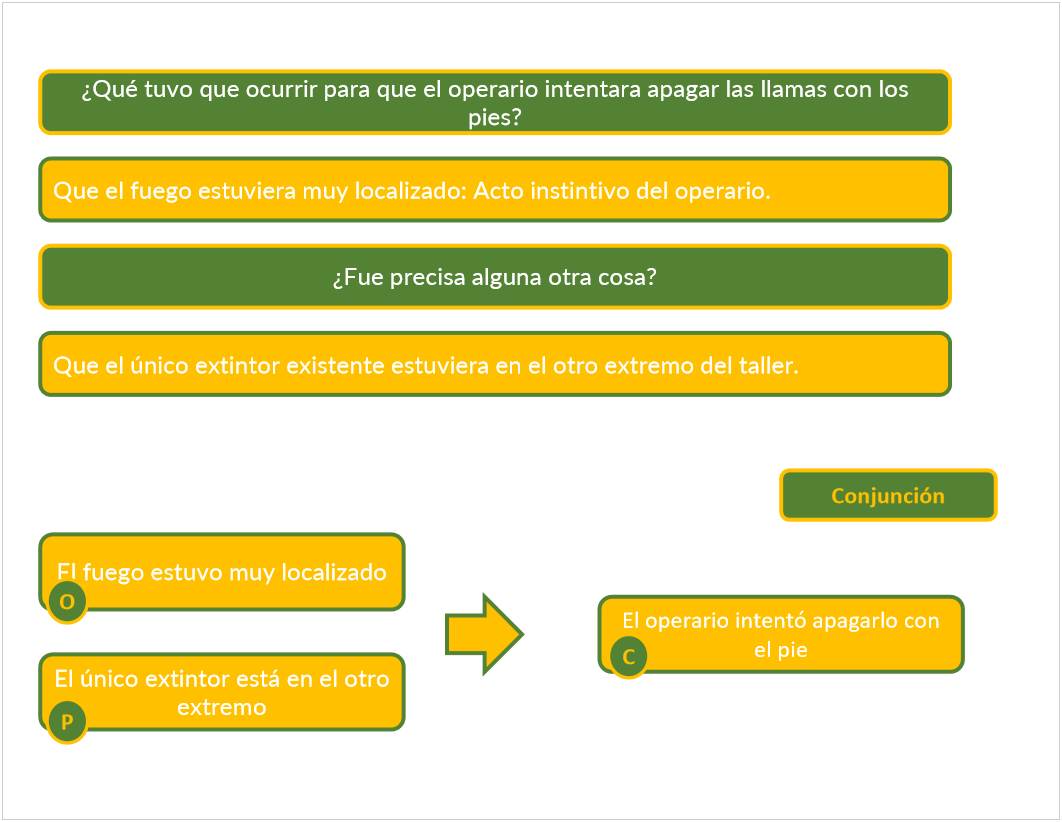 ¿Qué tuvo que ocurrir para que el operario intentara apagar las llamas con los
pies?
Que el fuego estuviera muy localizado: Acto instintivo del operario.
¿Fue precisa alguna otra cosa?
Que el único extintor existente estuviera en el otro extremo del taller.
Conjunción
El fuego estuvo muy localizado
O
El único extintor está en el otro
extremo
P
El operario intentó apagarlo con
el pie
C